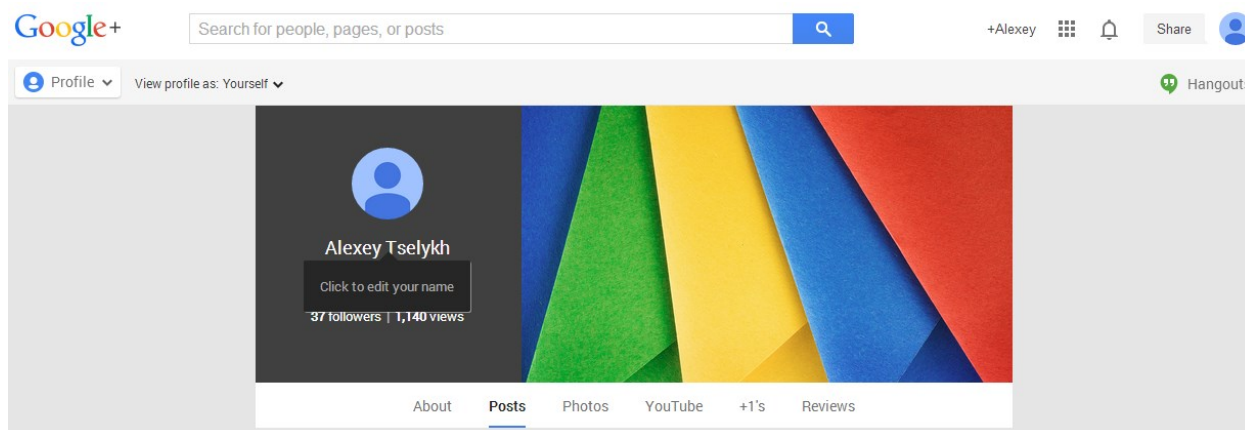 Google+
Search for people, pages, or posts
+Alexey
Share
Profile
View profile as: Yourself
Hangouts
Alexey Tselykh
Click to edit your name
37 followers | 1,140 views
About Posts Photos YouTube +1's Reviews